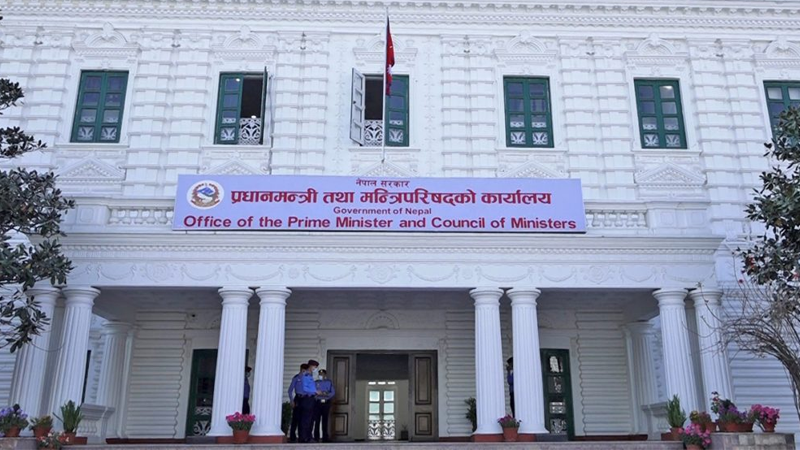 नेपाल सरकार
प्रधानमन्त्री तथा मन्त्रिपरिषद्को कार्यालय
Government of Nepal
Office of the Prime Minister and Council of Ministers